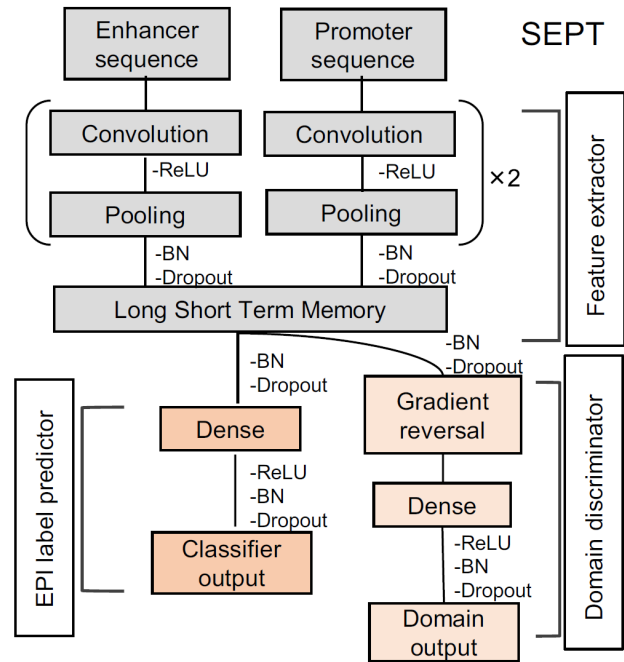 SEPT
Enhancer
sequence
Promoter
sequence
Convolution
Convolution
-ReLU
-ReLU
×2
Pooling
Pooling
-BN
-Dropout
-BN
-Dropout
Long Short Term Memory
Feature extractor
-BN
-Dropout
-BN
-Dropout
EPI label predictor
Dense
-ReLU
-BN
-Dropout
Classifier
output
Gradient
reversal
Dense
-ReLU
-BN
-Dropout
Domain
output
Domain discriminator